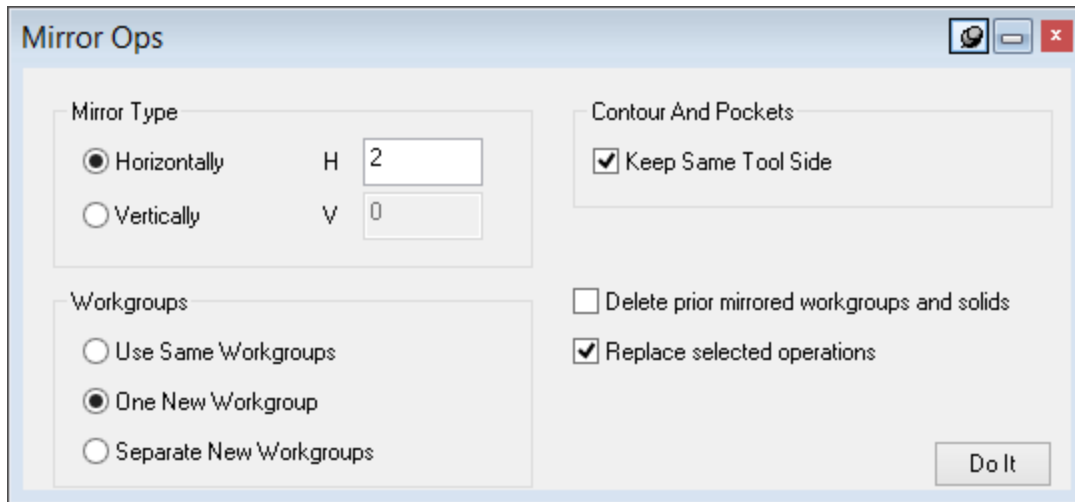 Mirror Ops
Mirror Type
Horizontally H 2
Vertically V 0
Contour And Pockets
Keep Same Tool Side
Workgroups
Use Same Workgroups
One New Workgroup
Separate New Workgroups
Delete prior mirrored workgroups and solids
Replace selected operations
Do It